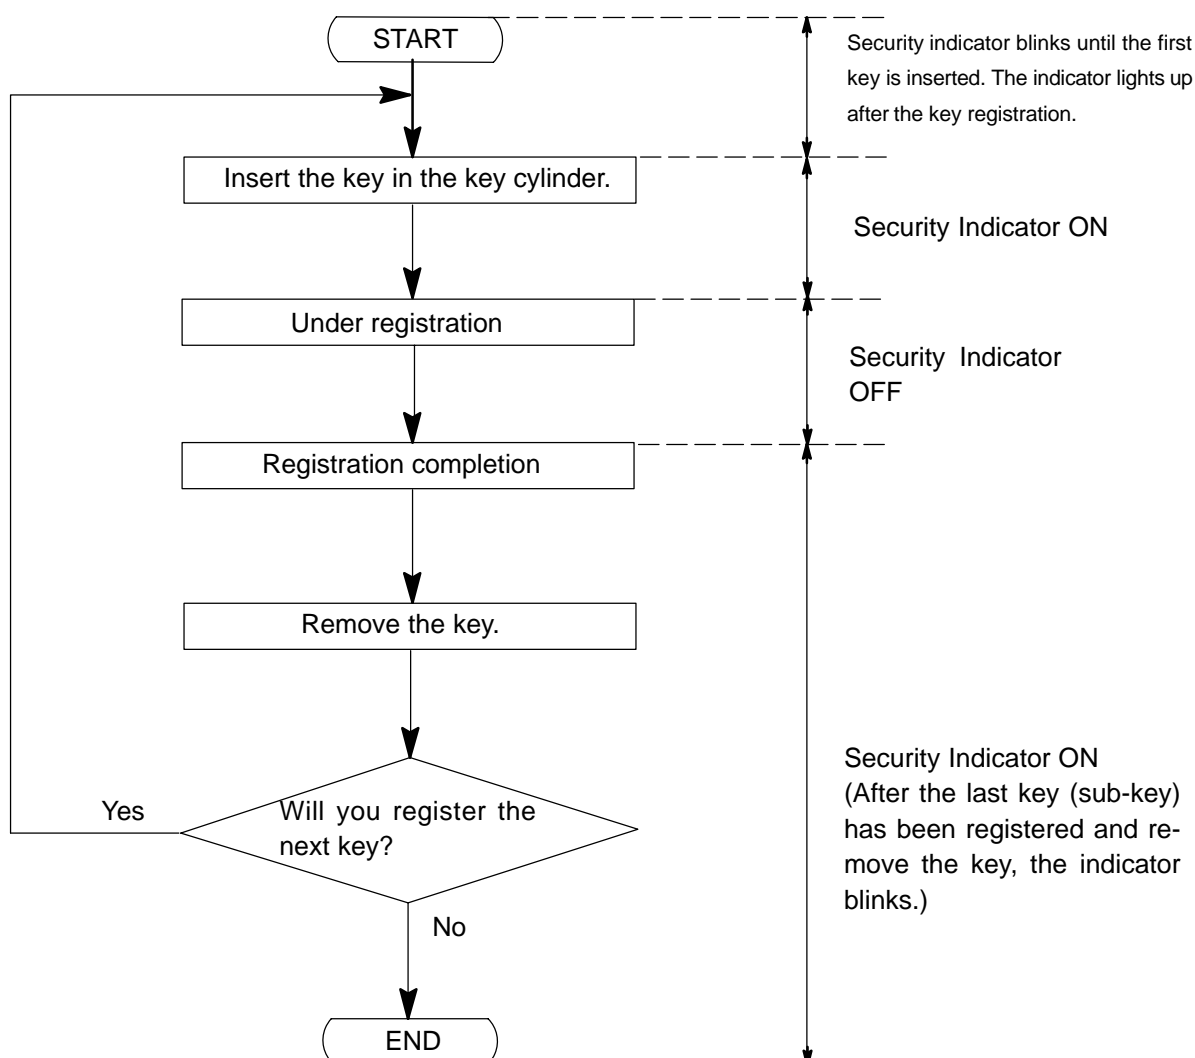 START
Security indicator blinks until the first
key is inserted. The indicator lights up
after the key registration.
Insert the key in the key cylinder.
Security Indicator ON
Under registration
Security Indicator
OFF
Registration completion
Remove the key.
Security Indicator ON
(After the last key (sub-key)
has been registered and re-
move the key, the indicator
blinks.)
Yes
Will you register the
next key?
No
END